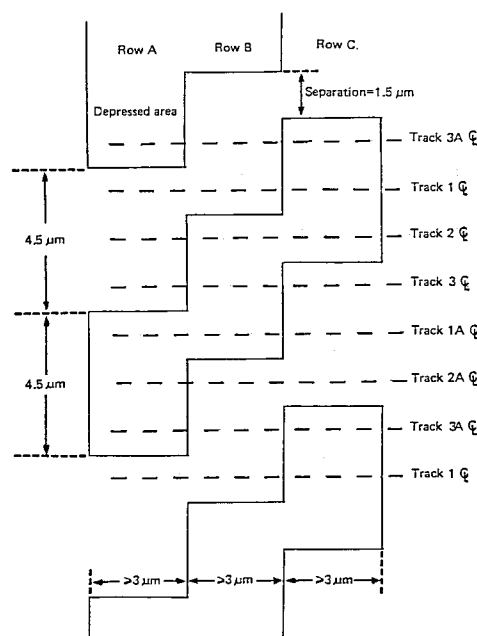 Row A
Row B
Row C.
Separation=1.5 μm
Depressed area
Track 3A ℄
Track 1 ℄
4.5 μm
Track 2 ℄
Track 3 ℄
Track 1A ℄
4.5 μm
Track 2A ℄
Track 3A ℄
Track 1 ℄
>3 μm
>3 μm
>3 μm